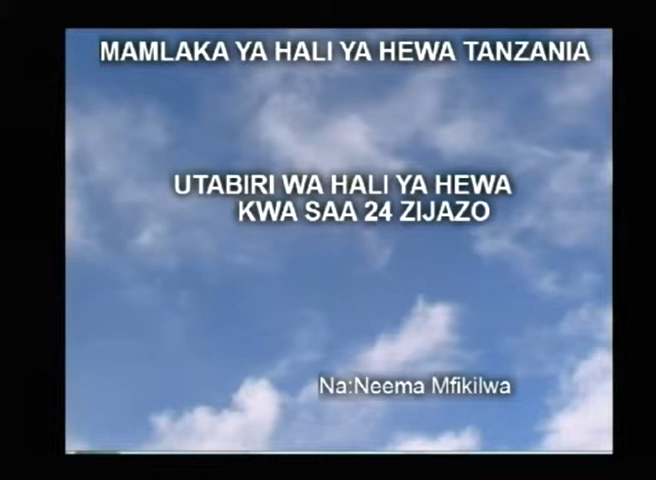 MAMLAKA YA HALI YA HEWA TANZANIA
UTABIRI WA HALI YA HEWA
KWA SAA 24 ZIJAZO
Na:Neema Mfikilwa